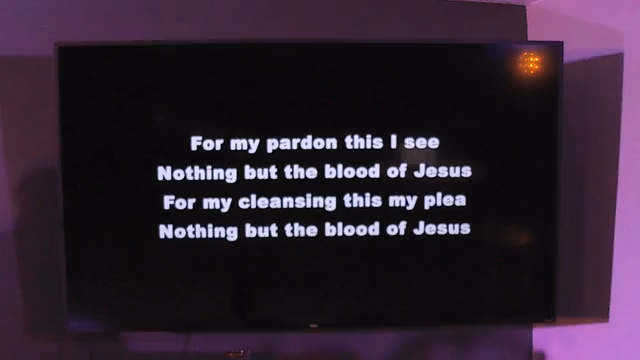 For my pardon this I see
Nothing but the blood of Jesus
For my cleansing this my plea
Nothing but the blood of Jesus